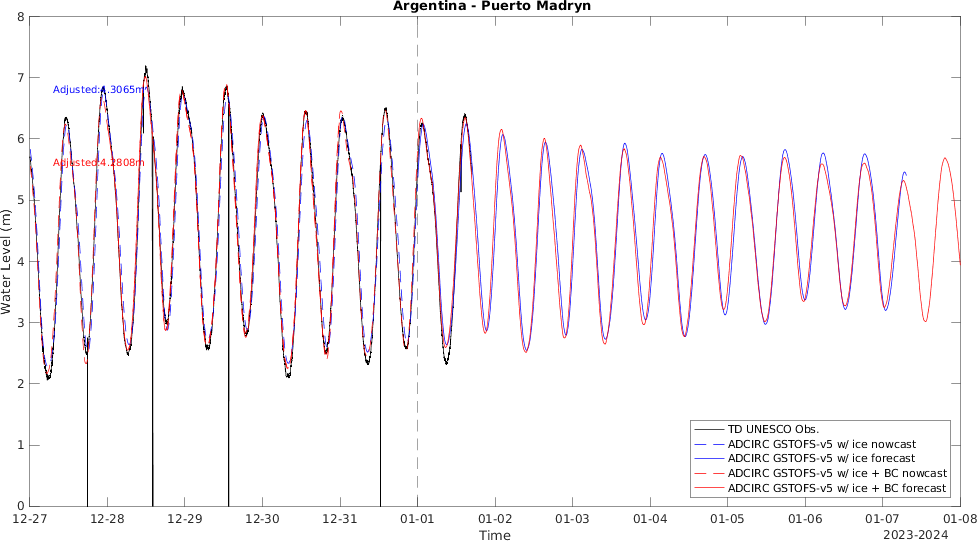 Argentina - Puerto Madryn
8
7
6
5
4
3
2
1
0
Water Level (m)
Adjusted:4.3065m
Adjusted:4.2808m
TD UNESCO Obs.
ADCIRC GSTOFS-v5 w/ ice nowcast
ADCIRC GSTOFS-v5 w/ ice forecast
ADCIRC GSTOFS-v5 w/ ice + BC nowcast
ADCIRC GSTOFS-v5 w/ ice + BC forecast
12-27 12-28 12-29 12-30 12-31 01-01 01-02 01-03 01-04 01-05 01-06 01-07 01-08
Time
2023-2024